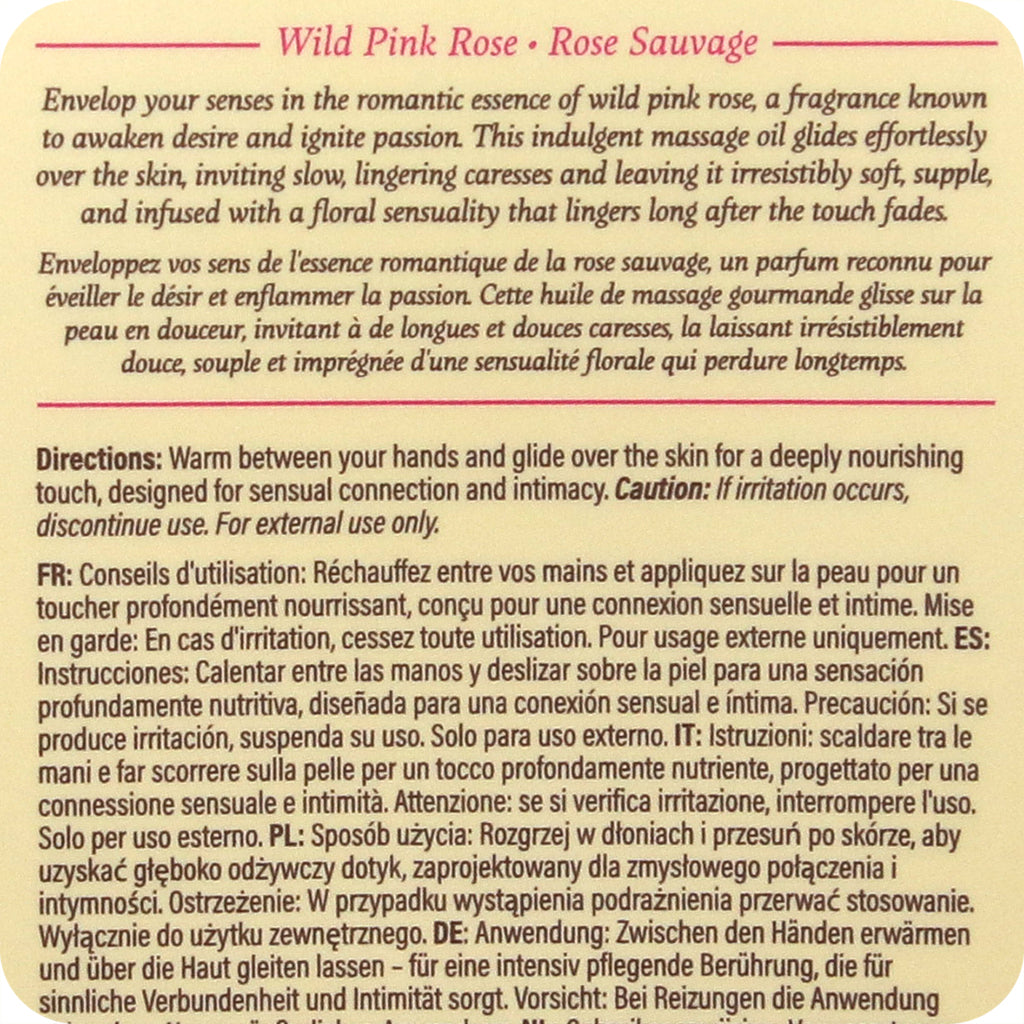 Wild Pink Rose • Rose Sauvage
Envelop your senses in the romantic essence of wild pink rose, a fragrance known
to awaken desire and ignite passion. This indulgent massage oil glides effortlessly
over the skin, inviting slow, lingering caresses and leaving it irresistibly soft, supple,
and infused with a floral sensuality that lingers long after the touch fades.
Enveloppez vos sens de l'essence romantique de la rose sauvage, un parfum reconnu pour
éveiller le désir et enflammer la passion. Cette huile de massage gourmande glisse sur la
peau en douceur, invitant à de longues et douces caresses, la laissant irrésistiblement
douce, souple et imprégnée d'une sensualité florale qui perdure longtemps.
Directions: Warm between your hands and glide over the skin for a deeply nourishing
touch, designed for sensual connection and intimacy. Caution: If irritation occurs,
discontinue use. For external use only.
FR: Conseils d'utilisation: Réchauffez entre vos mains et appliquez sur la peau pour un
toucher profondément nourrissant, conçu pour une connexion sensuelle et intime. Mise
en garde: En cas d'irritation, cessez toute utilisation. Pour usage externe uniquement. ES:
Instrucciones: Calentar entre las manos y deslizar sobre la piel para una sensación
profundamente nutritiva, diseñada para una conexión sensual e íntima. Precaución: Si se
produce irritación, suspenda su uso. Solo para uso externo. IT: Istruzioni: scaldare tra le
mani e far scorrere sulla pelle per un tocco profondamente nutriente, progettato per una
connessione sensuale e intimità. Attenzione: se si verifica irritazione, interrompere l'uso.
Solo per uso esterno. PL: Sposób użycia: Rozgrzej w dłoniach i przesuń po skórze, aby
uzyskać głęboko odżywczy dotyk, zaprojektowany dla zmysłowego połączenia i
intymności. Ostrzeżenie: W przypadku wystąpienia podrażnienia przerwać stosowanie.
Wyłącznie do użytku zewnętrznego. DE: Anwendung: Zwischen den Händen erwärmen
und über die Haut gleiten lassen – für eine intensiv pflegende Berührung, die für
sinnliche Verbundenheit und Intimität sorgt. Vorsicht: Bei Reizungen die Anwendung